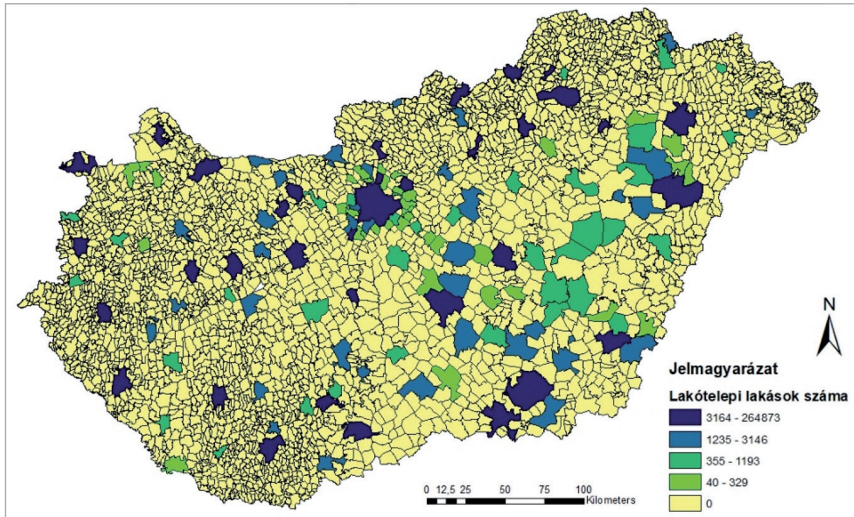 N
Jelmagyarázat
Lakótelepi lakások száma
3164 - 264873
1235 - 3146
355 - 1193
40 - 329
0
0 12,5 25 50 75 100
Kilometers